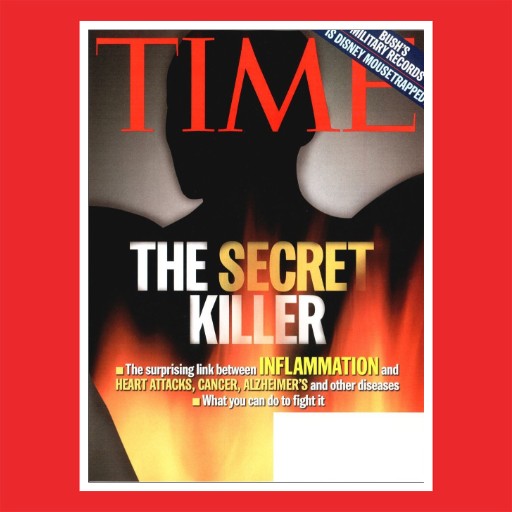 TIME
BUSH'S
MILITARY RECORDS
IS DISNEY MOUSETRAPPED
THE SECRET
KILLER
■ The surprising link between INFLAMMATION and
HEART ATTACKS, CANCER, ALZHEIMER'S and other diseases
■ What you can do to fight it